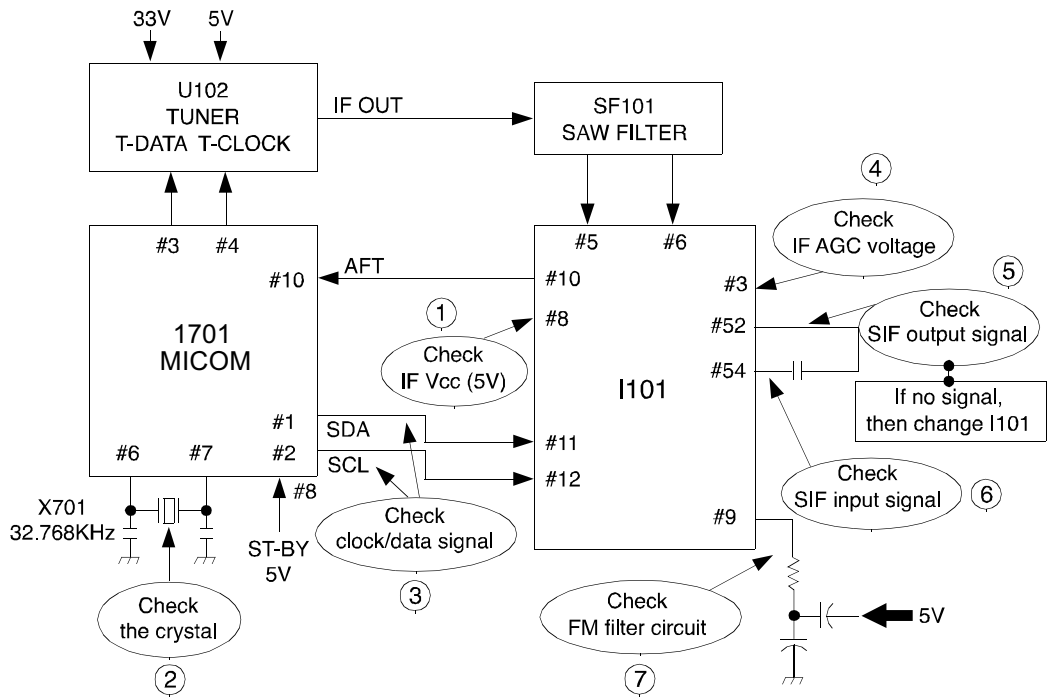 33V
5V
U102
TUNER
T-DATA T-CLOCK
IF OUT
SF101
SAW FILTER
4
Check
IF AGC voltage
#3
#4
#10
AFT
1701
MICOM
#1
#2
#6
#7
#8
SDA
SCL
X701
32.768KHz
ST-BY
5V
Check
the crystal
2
1
Check
IF Vcc (5V)
Check
clock/data signal
3
#5
#6
#10
#8
#3
#52
#54
I101
#11
#12
#9
5
Check
SIF output signal
If no signal,
then change I101
Check
SIF input signal
6
Check
FM filter circuit
7
5V